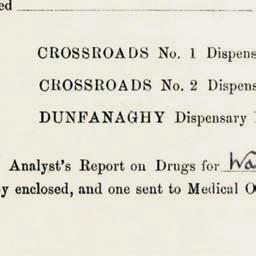 ed
CROSSROADS No. 1 Dispens
CROSSROADS No. 2 Dispens
DUNFANAGHY Dispensary
Analyst's Report on Drugs for Wa
y enclosed, and one sent to Medical O